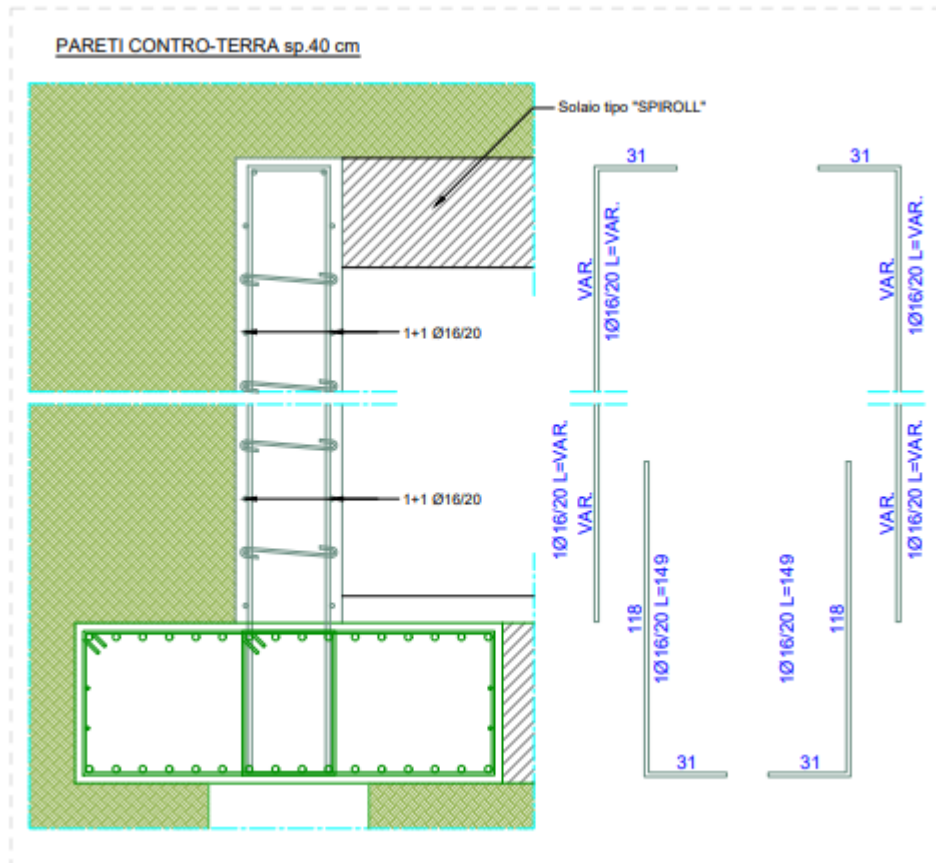 PARETI CONTRO-TERRA sp.40 cm
Solaio tipo "SPIROLL"
31
31
VAR.
1Ø16/20 L=VAR.
VAR.
1Ø16/20 L=VAR.
1+1 Ø16/20
1+1 Ø16/20
1Ø16/20 L=VAR.
VAR.
118
1Ø16/20 L=149
1Ø16/20 L=149
118
VAR.
1Ø16/20 L=VAR.
31
31